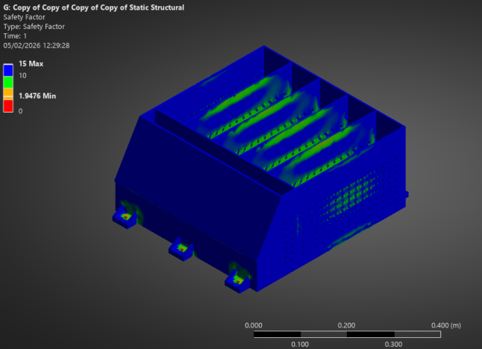 G: Copy of Copy of Copy of Copy of Static Structural
Safety Factor
Type: Safety Factor
Time: 1
05/02/2026 12:29:28
15 Max
10
1.9476 Min
0
0.000 0.200 0.400 (m)
0.100 0.300